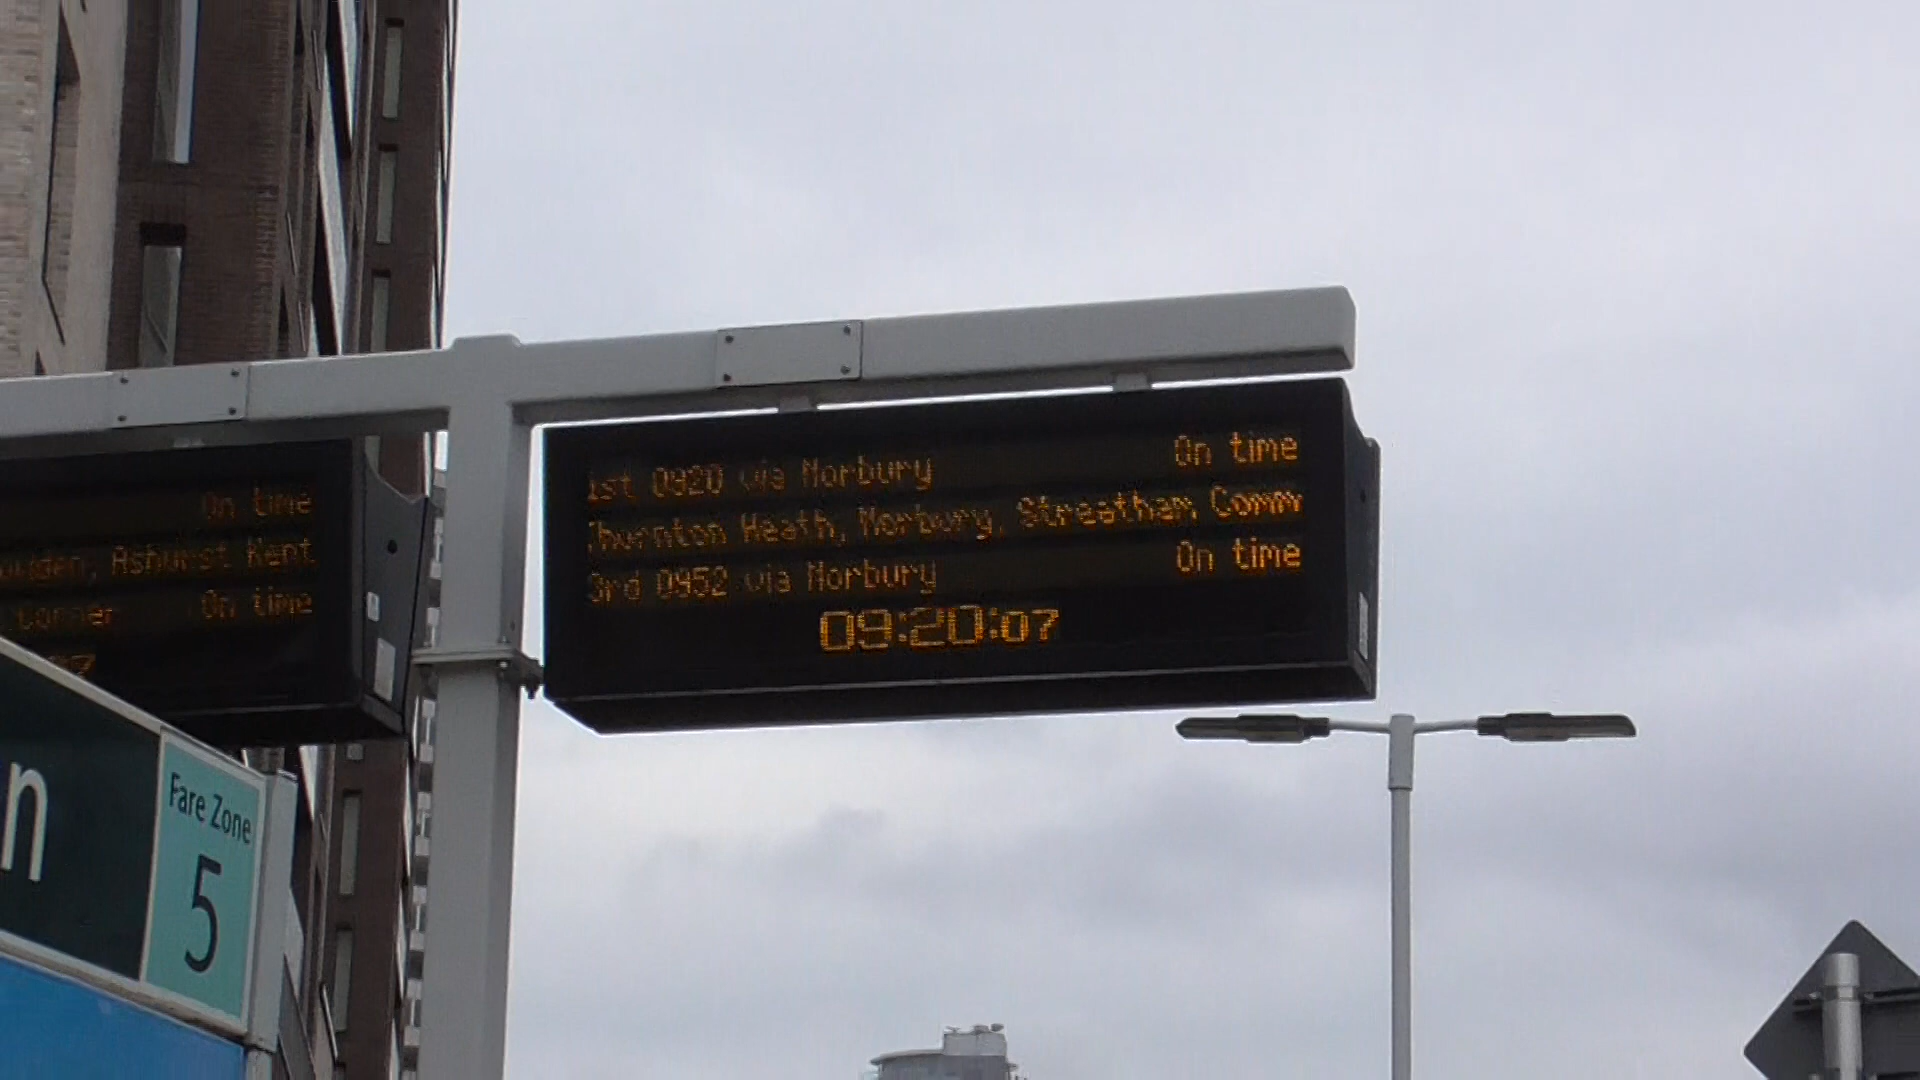 1st 0920 via Norbury On time
Thornton Heath, Norbury, Streatham Comm
3rd 0952 via Norbury On time
09:20:07
On time
Ashurst Kent
Corner On time
n
Fare Zone
5